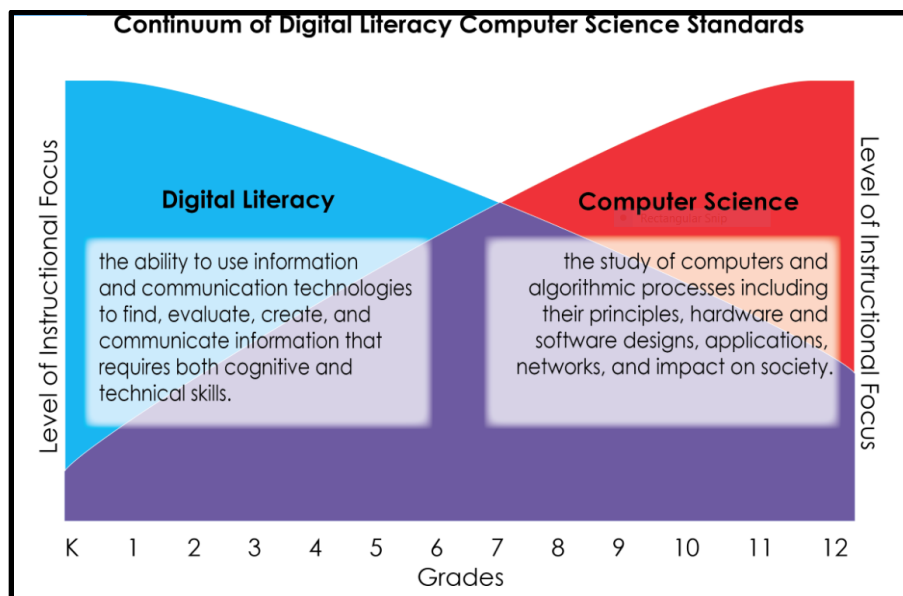 Continuum of Digital Literacy Computer Science Standards
Level of Instructional Focus
Digital Literacy
the ability to use information
and communication technologies
to find, evaluate, create, and
communicate information that
requires both cognitive and
technical skills.
Computer Science
Rectangular Snip
the study of computers and
algorithmic processes including
their principles, hardware and
software designs, applications,
networks, and impact on society.
Level of Instructional Focus
K 1 2 3 4 5 6 7 8 9 10 11 12
Grades